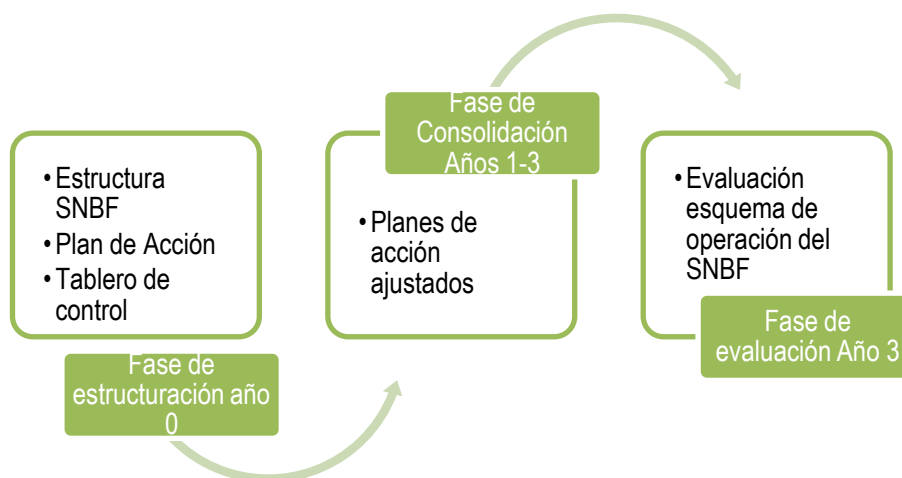 • Estructura
SNBF
• Plan de Acción
• Tablero de
control
Fase de
estructuración año
0
Fase de
Consolidación
Años 1-3
• Planes de
acción
ajustados
• Evaluación
esquema de
operación del
SNBF
Fase de
evaluación Año 3